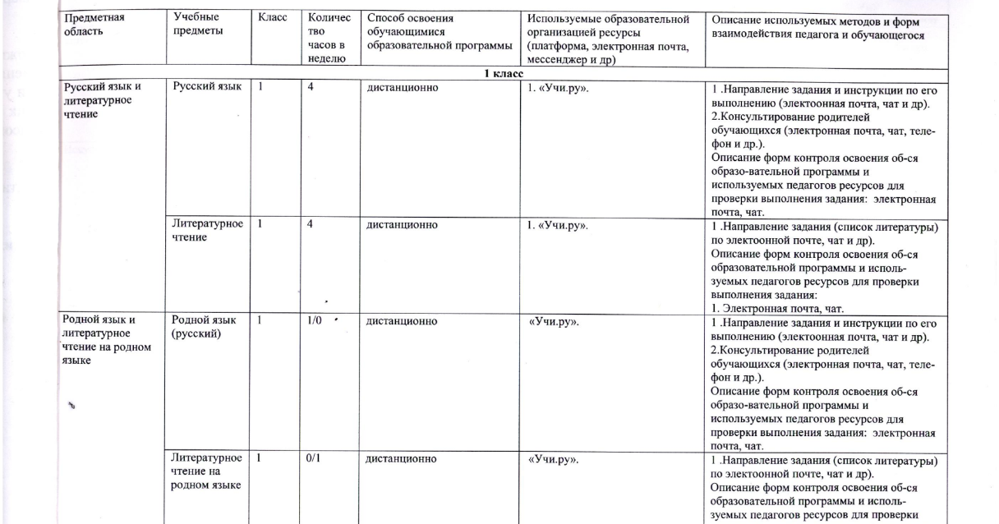 Предметная
область
Учебные
предметы
Класс
Количес
тво
часов в
неделю
Способ освоения
обучающимися
образовательной программы
Используемые образовательной
организацией ресурсы
(платформа, электронная почта,
мессенджер и др)
Описание используемых методов и форм
взаимодействия педагога и обучающегося
1 класс
Русский язык и
литературное
чтение
Русский язык
1
4
дистанционно
1. «Учи.ру».
1 .Направление задания и инструкции по его
выполнению (электоонная почта, чат и др).
2.Консультирование родителей
обучающихся (электронная почта, чат, теле-
фон и др.).
Описание форм контроля освоения об-ся
образо-вательной программы и
используемых педагогов ресурсов для
проверки выполнения задания: электронная
почта, чат.
Литературное
чтение
1
4
дистанционно
1. «Учи.ру».
1 .Направление задания (список литературы)
по электоонной почте, чат и др).
Описание форм контроля освоения об-ся
образовательной программы и исполь-
зуемых педагогов ресурсов для проверки
выполнения задания:
1. Электронная почта, чат.
Родной язык и
литературное
чтение на родном
языке
Родной язык
(русский)
1
1/0
дистанционно
«Учи.ру».
1 .Направление задания и инструкции по его
выполнению (электоонная почта, чат и др).
2.Консультирование родителей
обучающихся (электронная почта, чат, теле-
фон и др.).
Описание форм контроля освоения об-ся
образо-вательной программы и
используемых педагогов ресурсов для
проверки выполнения задания: электронная
почта, чат.
Литературное
чтение на
родном языке
1
0/1
дистанционно
«Учи.ру».
1 .Направление задания (список литературы)
по электоонной почте, чат и др).
Описание форм контроля освоения об-ся
образовательной программы и исполь-
зуемых педагогов ресурсов для проверки